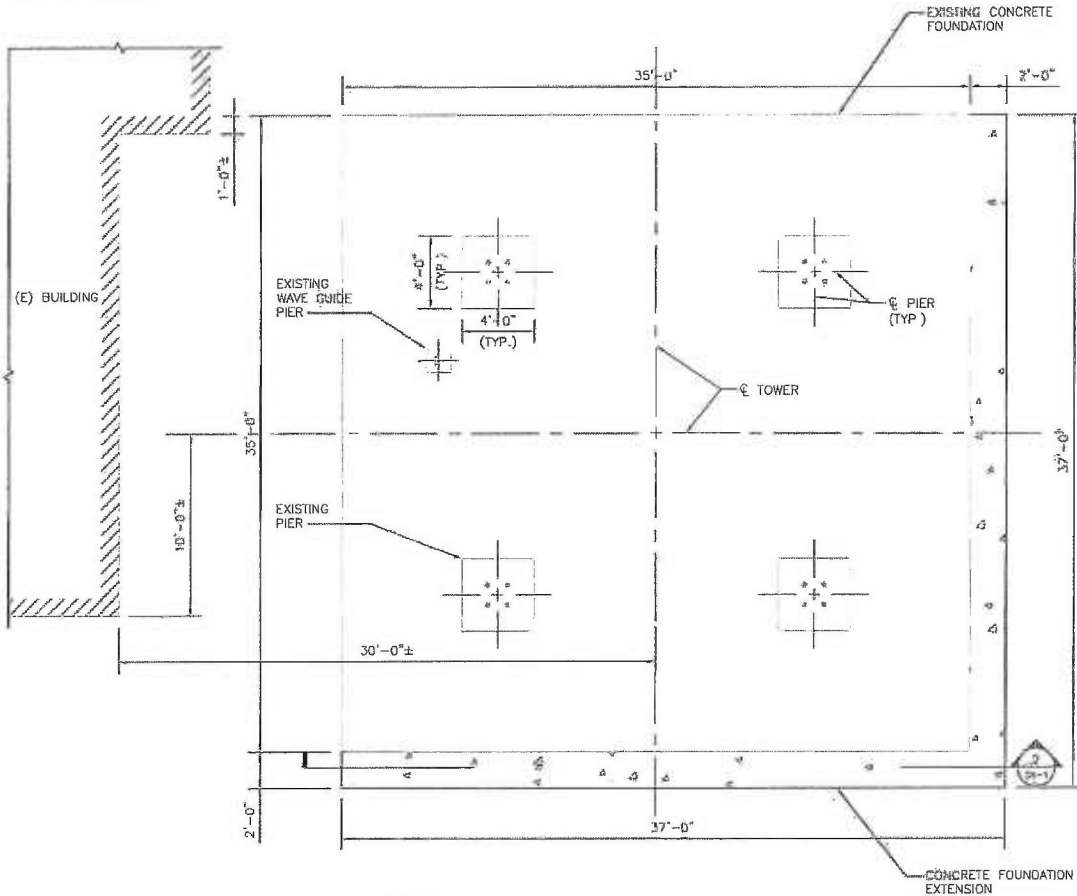 EXISTING CONCRETE
FOUNDATION
35'-0"
2'-0"
1'-0"±
4'-0"
(TYP.)
(E) BUILDING
EXISTING
WAVE GUIDE
PIER
4'-0"
(TYP.)
℄ PIER
(TYP.)
℄ TOWER
35'-0"
37'-0"
10'-0"±
EXISTING
PIER
30'-0"±
2'-0"
37'-0"
2
CONCRETE FOUNDATION
EXTENSION